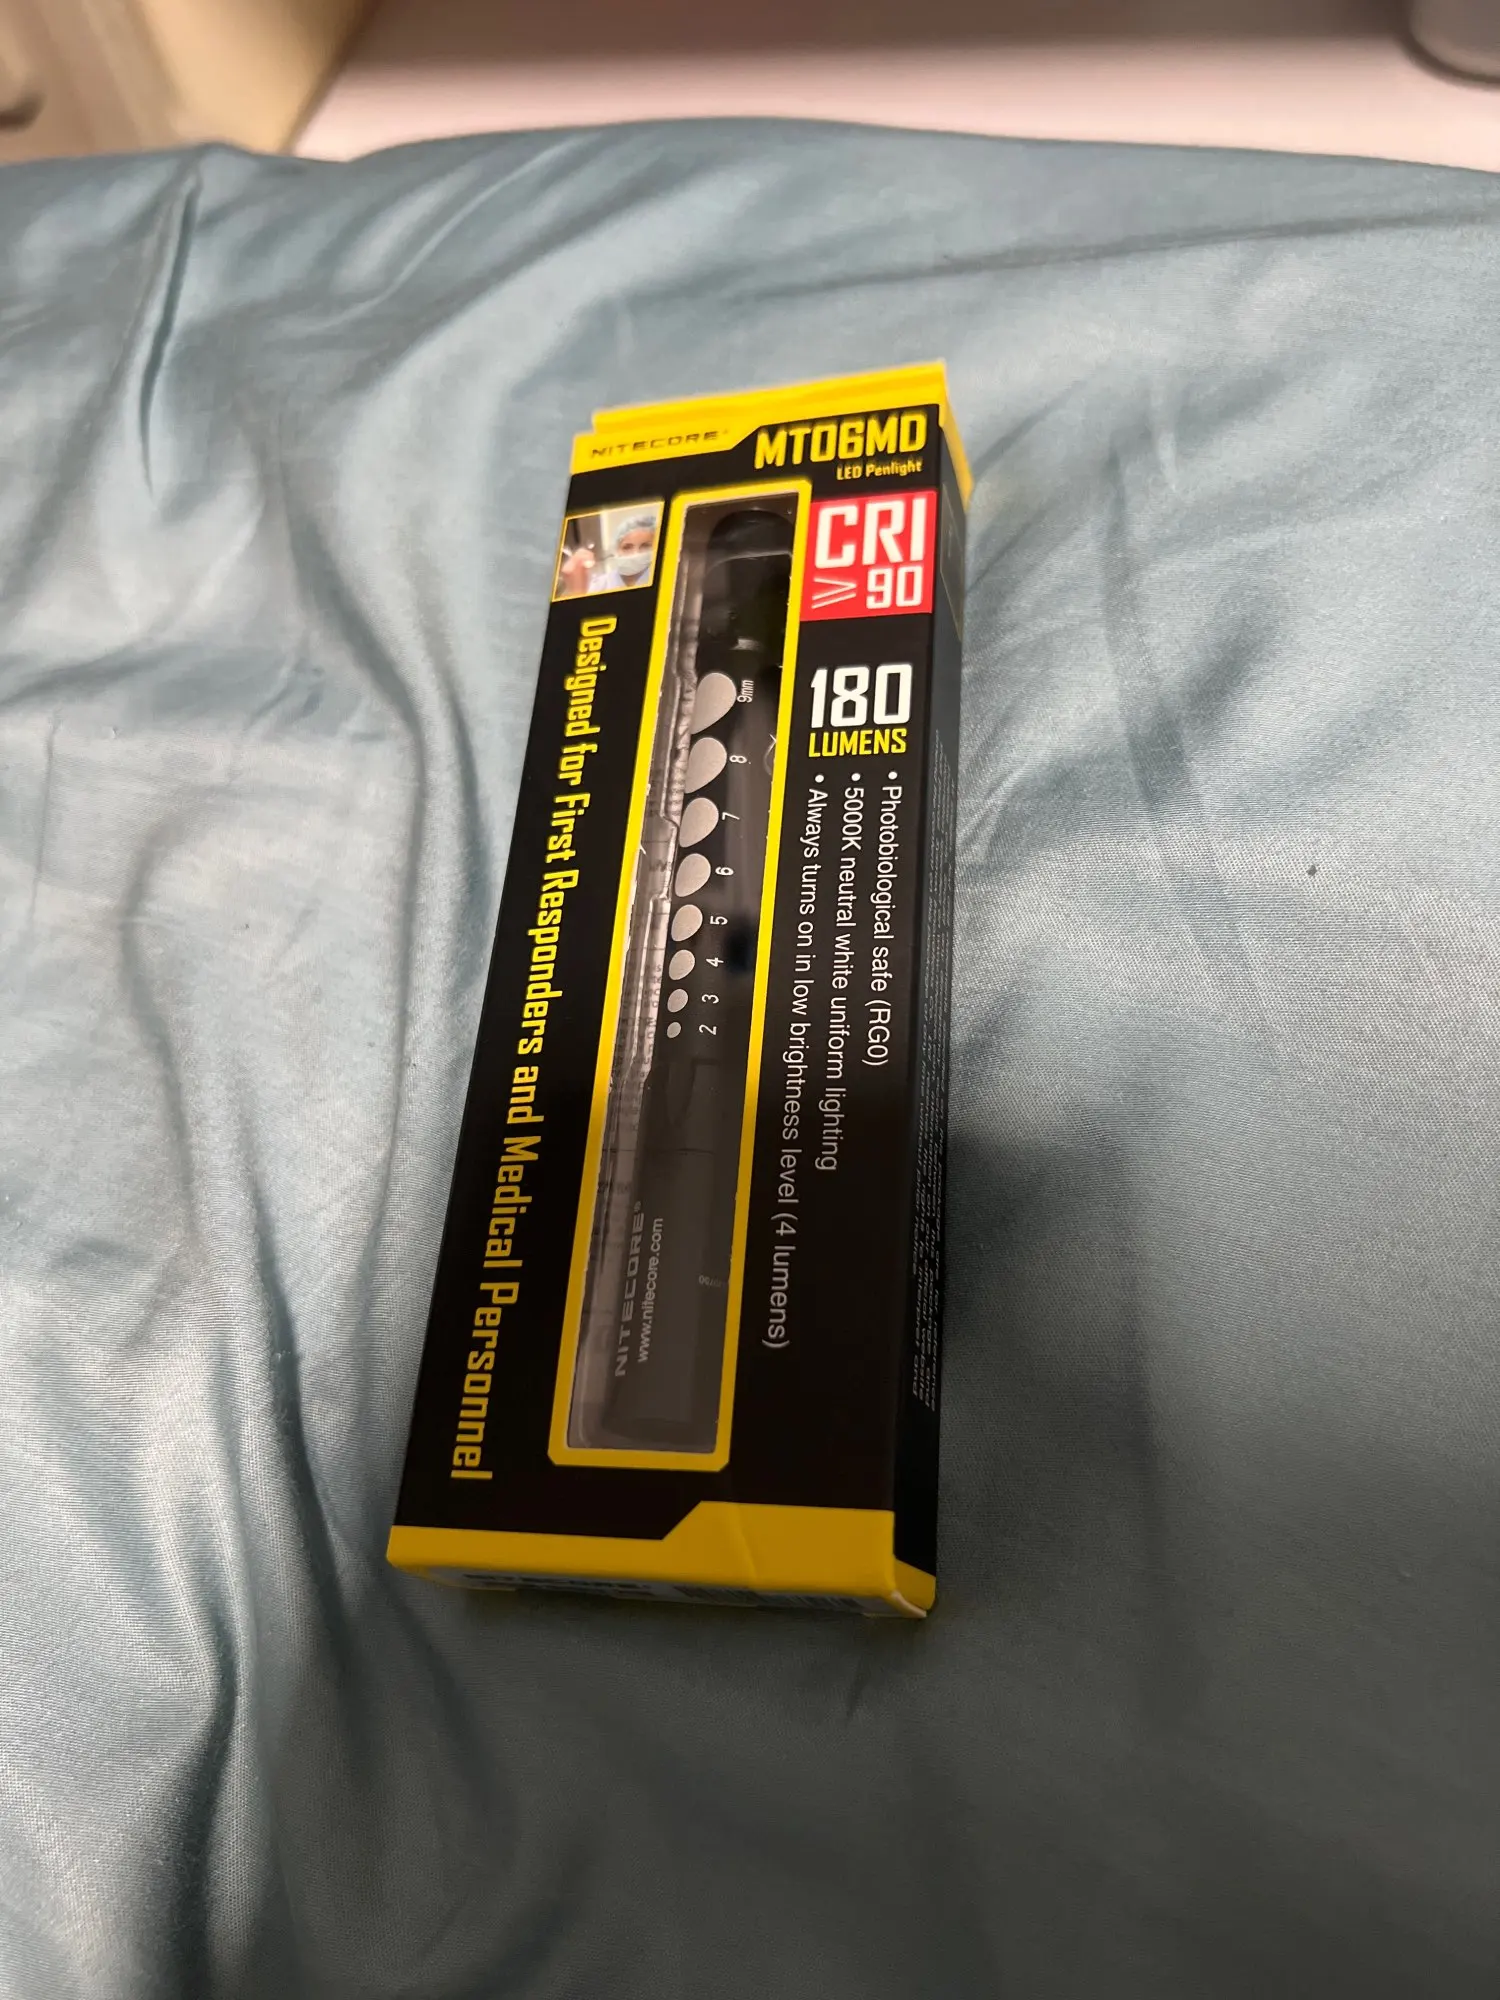 NITECORE®
MT06MD
LED Penlight
CRI
≥ 90
180
LUMENS
• Photobiological safe (RG0)
• 5000K neutral white uniform lighting
• Always turns on in low brightness level (4 lumens)
Designed for First Responders and Medical Personnel
9mm
8
7
6
5
4
3
2
NITECORE®
www.nitecore.com